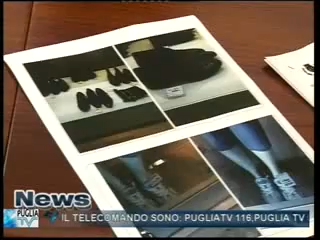 News
PUGLIA
TV
IL TELECOMANDO SONO: PUGLIATV 116,PUGLIA TV